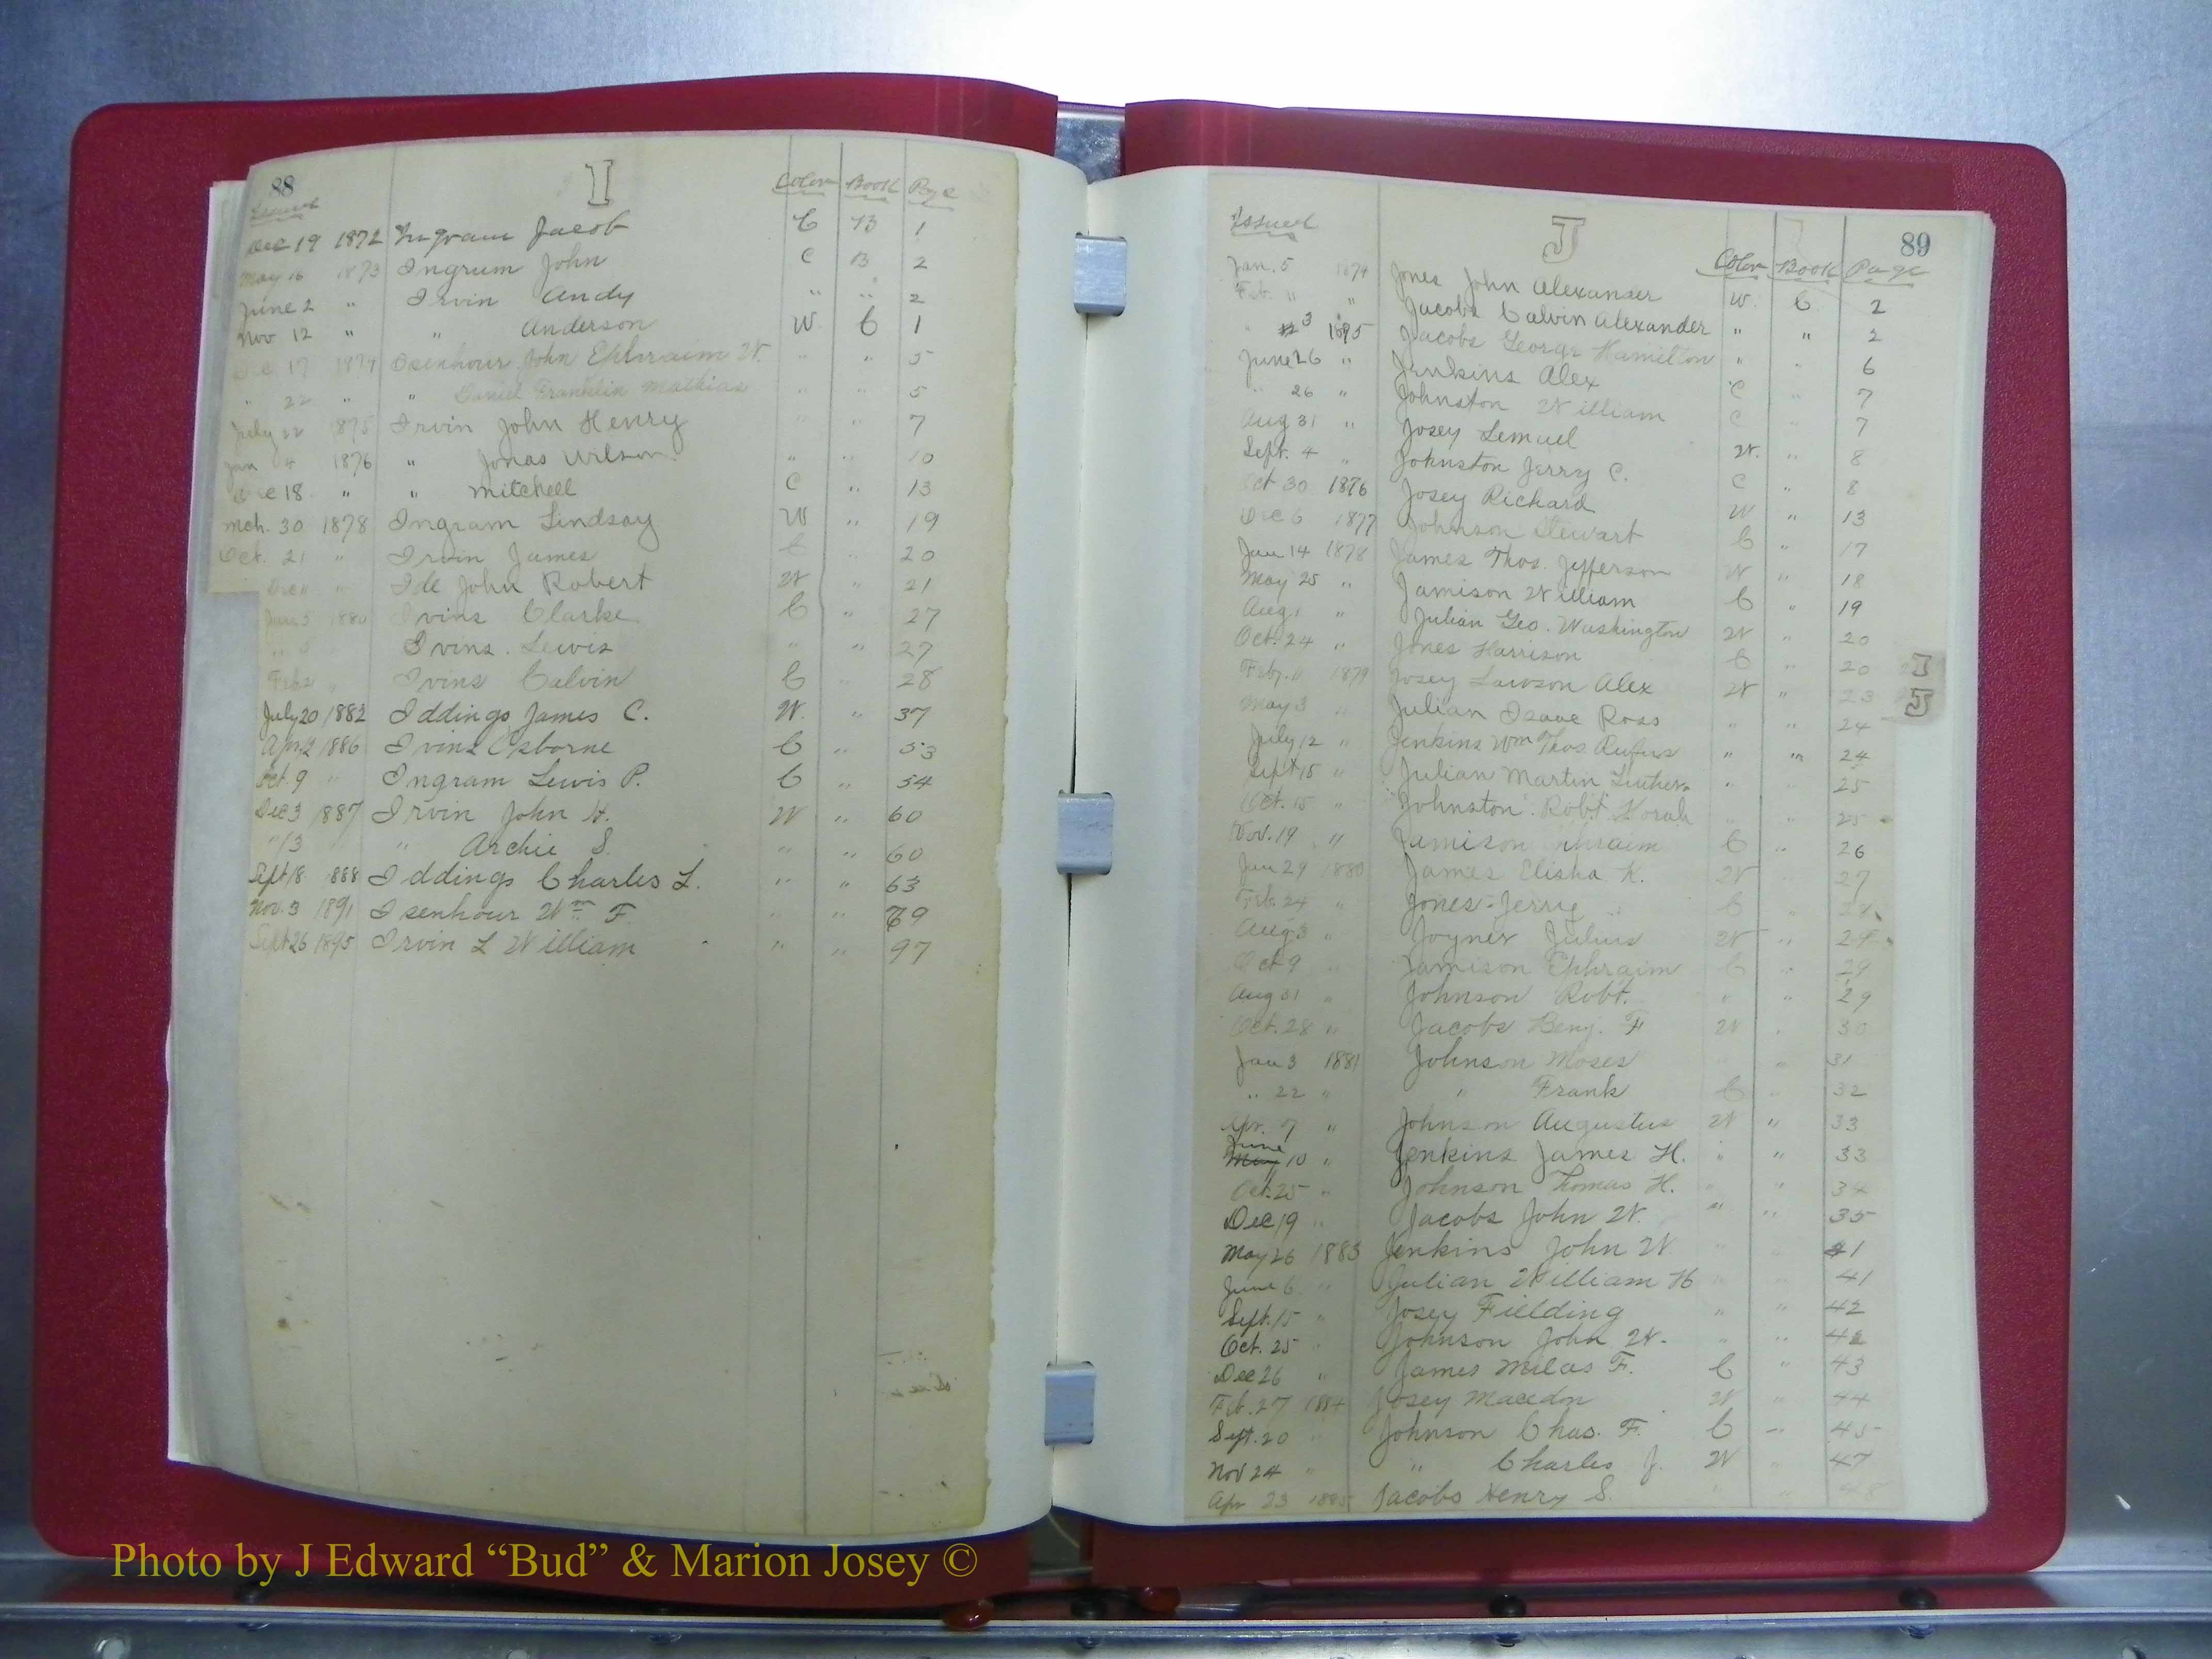 88
I
Issued Color Book Page
Dec 19 1872 Ingram Jacob C B 1
May 16 1873 Ingrum John C B 2
June 2 " Irvin Andy " " 2
Nov 12 " " Anderson W C 1
Dec 17 1874 Isenhour John Ephraim W. " " 5
" 22 " " Daniel Franklin Mathias " " 5
July 22 1875 Irvin John Henry " " 7
Jan 4 1876 " Jonas Wilson " " 10
Dec 18 " " Mitchell C " 13
Mch. 30 1878 Ingram Lindsay W " 19
Oct. 21 " Irvin James C " 20
Dec " Ide John Robert W " 21
Jan 5 1880 Ivins Clarke C " 27
" Ivins Lewis " " 27
Feb 2 " Ivins Calvin C " 28
July 20 1882 Iddings James C. W. " 37
Apr 2 1886 Ivins Osborne C " 53
Oct. 9 " Ingram Lewis P. C " 54
Dec 3 1887 Irvin John H. W " 60
" 13 " Archie S. " " 60
Sept 18 1888 Iddings Charles L. " " 63
Nov. 3 1891 Isenhour Wm F. " " 79
Sept 26 1895 Irvin L William " " 97
89
J
Issued Color Book Page
Jan. 5 1874 Jones John Alexander W. C 2
Feb. " " Jacobs Calvin Alexander " " 2
" 3 1875 Jacobs George Hamilton " " 6
June 26 " Jenkins Alex C " 7
" 26 " Johnston William C " 7
Aug 31 " Josey Lemuel W. " 8
Sept. 4 " Johnston Jerry C. C " 8
Oct 30 1876 Josey Richard W " 13
Dec 6 1877 Johnson Stewart C " 17
Jan 14 1878 James Thos. Jefferson W " 18
May 25 " Jamison William C " 19
Aug 1 " Julian Geo. Washington W " 20
Oct. 24 " Jones Harrison C " 20
Feby. 11 1879 Josey Lawson Alex W " 23
May 3 " Julian Isaac Ross " " 24
July 12 " Jenkins Wm Thos. Rufus " " 24
Sept 15 " Julian Martin Luther " " 25
Oct. 15 " Johnston Robt. Horah " " 25
Nov. 19 " Jamison Ephraim C " 26
Jan 29 1880 James Elisha K. W " 27
Feb. 24 " Jones Jerry C "
Aug 3 " Joyner Julius W " 29
Oct 9 " Jamison Ephraim C " 29
Aug 31 " Johnson Robt. " " 29
Oct. 28 " Jacobs Benj. F W " 30
Jan 3 1881 Johnson Moses " " 31
" 22 " " Frank C " 32
Apr. 7 " Johnson Augustus W " 33
June
May 10 " Jenkins James H. " " 33
Oct. 25 " Johnson Thomas H. " " 34
Dec 19 " Jacobs John W. " " 35
May 26 1883 Jenkins John W " " 41
June 6 " Julian William H " " 41
Sept. 15 " Josey Fielding " " 42
Oct. 25 " Johnson John W. " " 42
Dec 26 " James Milas F. C " 43
Feb. 27 1884 Josey Macedon W " 44
Sept. 20 " Johnson Chas. F. C " 45
Nov 24 " " Charles J. W " 47
Apr 23 1885 Jacobs Henry S. " " 48
J
J
Photo by J Edward “Bud” & Marion Josey ©